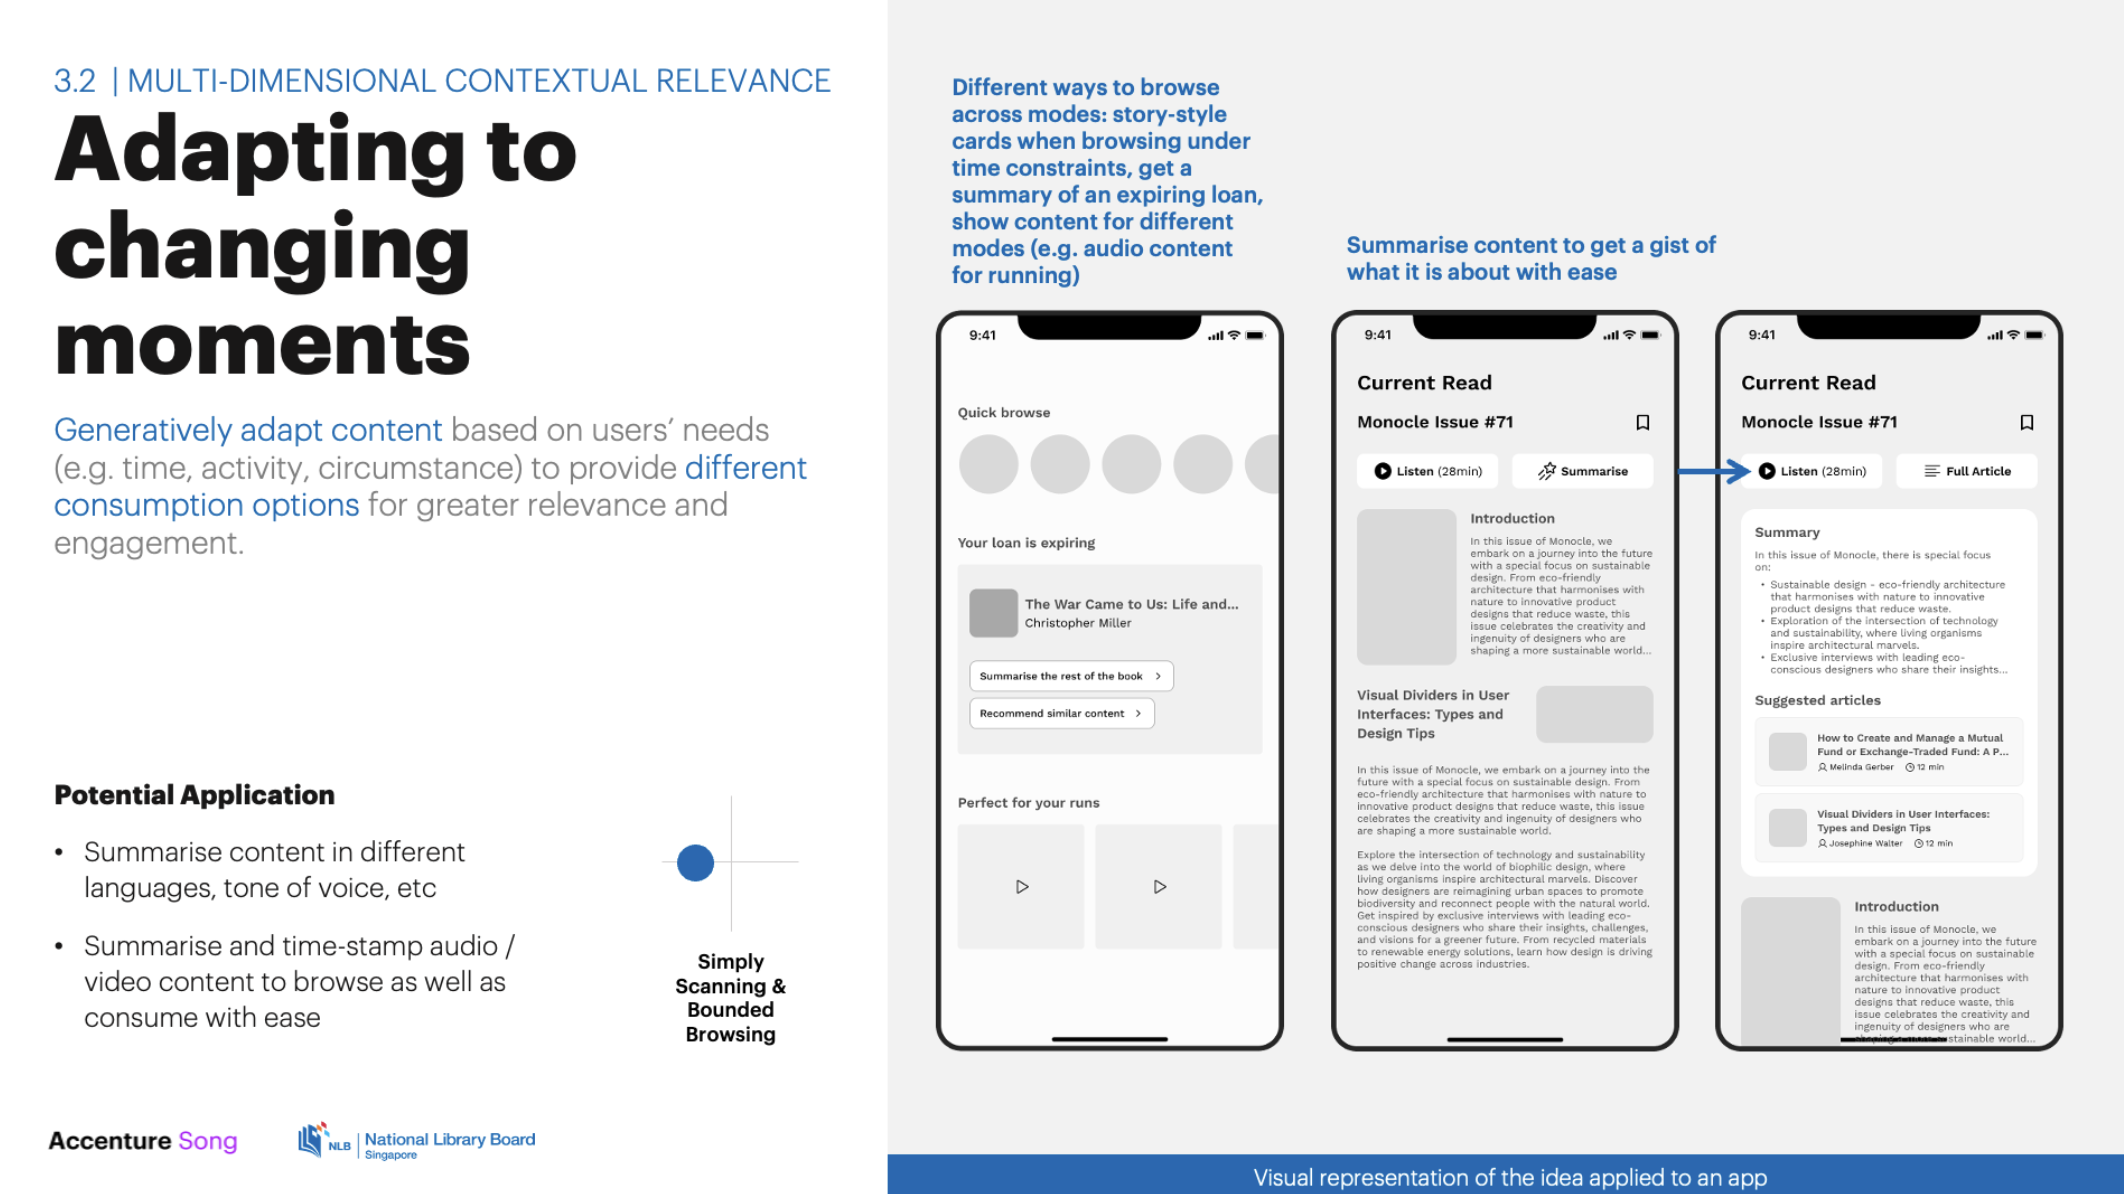 3.2 | MULTI-DIMENSIONAL CONTEXTUAL RELEVANCE
Adapting to
changing
moments
Generatively adapt content based on users’ needs
(e.g. time, activity, circumstance) to provide different
consumption options for greater relevance and
engagement.
Potential Application
• Summarise content in different
languages, tone of voice, etc
• Summarise and time-stamp audio /
video content to browse as well as
consume with ease
Simply
Scanning &
Bounded
Browsing
Accenture Song
NLB
National Library Board
Singapore
Different ways to browse
across modes: story-style
cards when browsing under
time constraints, get a
summary of an expiring loan,
show content for different
modes (e.g. audio content
for running)
9:41
Quick browse
Your loan is expiring
The War Came to Us: Life and...
Christopher Miller
Summarise the rest of the book >
Recommend similar content >
Perfect for your runs
Summarise content to get a gist of
what it is about with ease
9:41
Current Read
Monocle Issue #71
Listen (28min)
Summarise
Introduction
In this issue of Monocle, we
embark on a journey into the future
with a special focus on sustainable
design. From eco-friendly
architecture that harmonises with
nature to innovative product
designs that reduce waste, this
issue celebrates the creativity and
ingenuity of designers who are
shaping a more sustainable world...
Visual Dividers in User
Interfaces: Types and
Design Tips
In this issue of Monocle, we embark on a journey into the
future with a special focus on sustainable design. From
eco-friendly architecture that harmonises with nature to
innovative product designs that reduce waste, this issue
celebrates the creativity and ingenuity of designers who
are shaping a more sustainable world.
Explore the intersection of technology and sustainability
as we delve into the world of biophilic design, where
living organisms inspire architectural marvels. Discover
how designers are reimagining urban spaces to promote
biodiversity and reconnect people with the natural world.
Get inspired by exclusive interviews with leading eco-
conscious designers who share their insights, challenges,
and visions for a greener future. From recycled materials
to renewable energy solutions, learn how design is driving
positive change across industries.
9:41
Current Read
Monocle Issue #71
Listen (28min)
Full Article
Summary
In this issue of Monocle, there is special focus
on:
• Sustainable design - eco-friendly architecture
that harmonises with nature to innovative
product designs that reduce waste.
• Exploration of the intersection of technology
and sustainability, where living organisms
inspire architectural marvels.
• Exclusive interviews with leading eco-
conscious designers who share their insights...
Suggested articles
How to Create and Manage a Mutual
Fund or Exchange-Traded Fund: A P...
Melinda Gerber 12 min
Visual Dividers in User Interfaces:
Types and Design Tips
Josephine Walter 12 min
Introduction
In this issue of Monocle, we
embark on a journey into the future
with a special focus on sustainable
design. From eco-friendly
architecture that harmonises with
nature to innovative product
designs that reduce waste, this
issue celebrates the creativity and
ingenuity of designers who are
shaping a more sustainable world...
Visual representation of the idea applied to an app